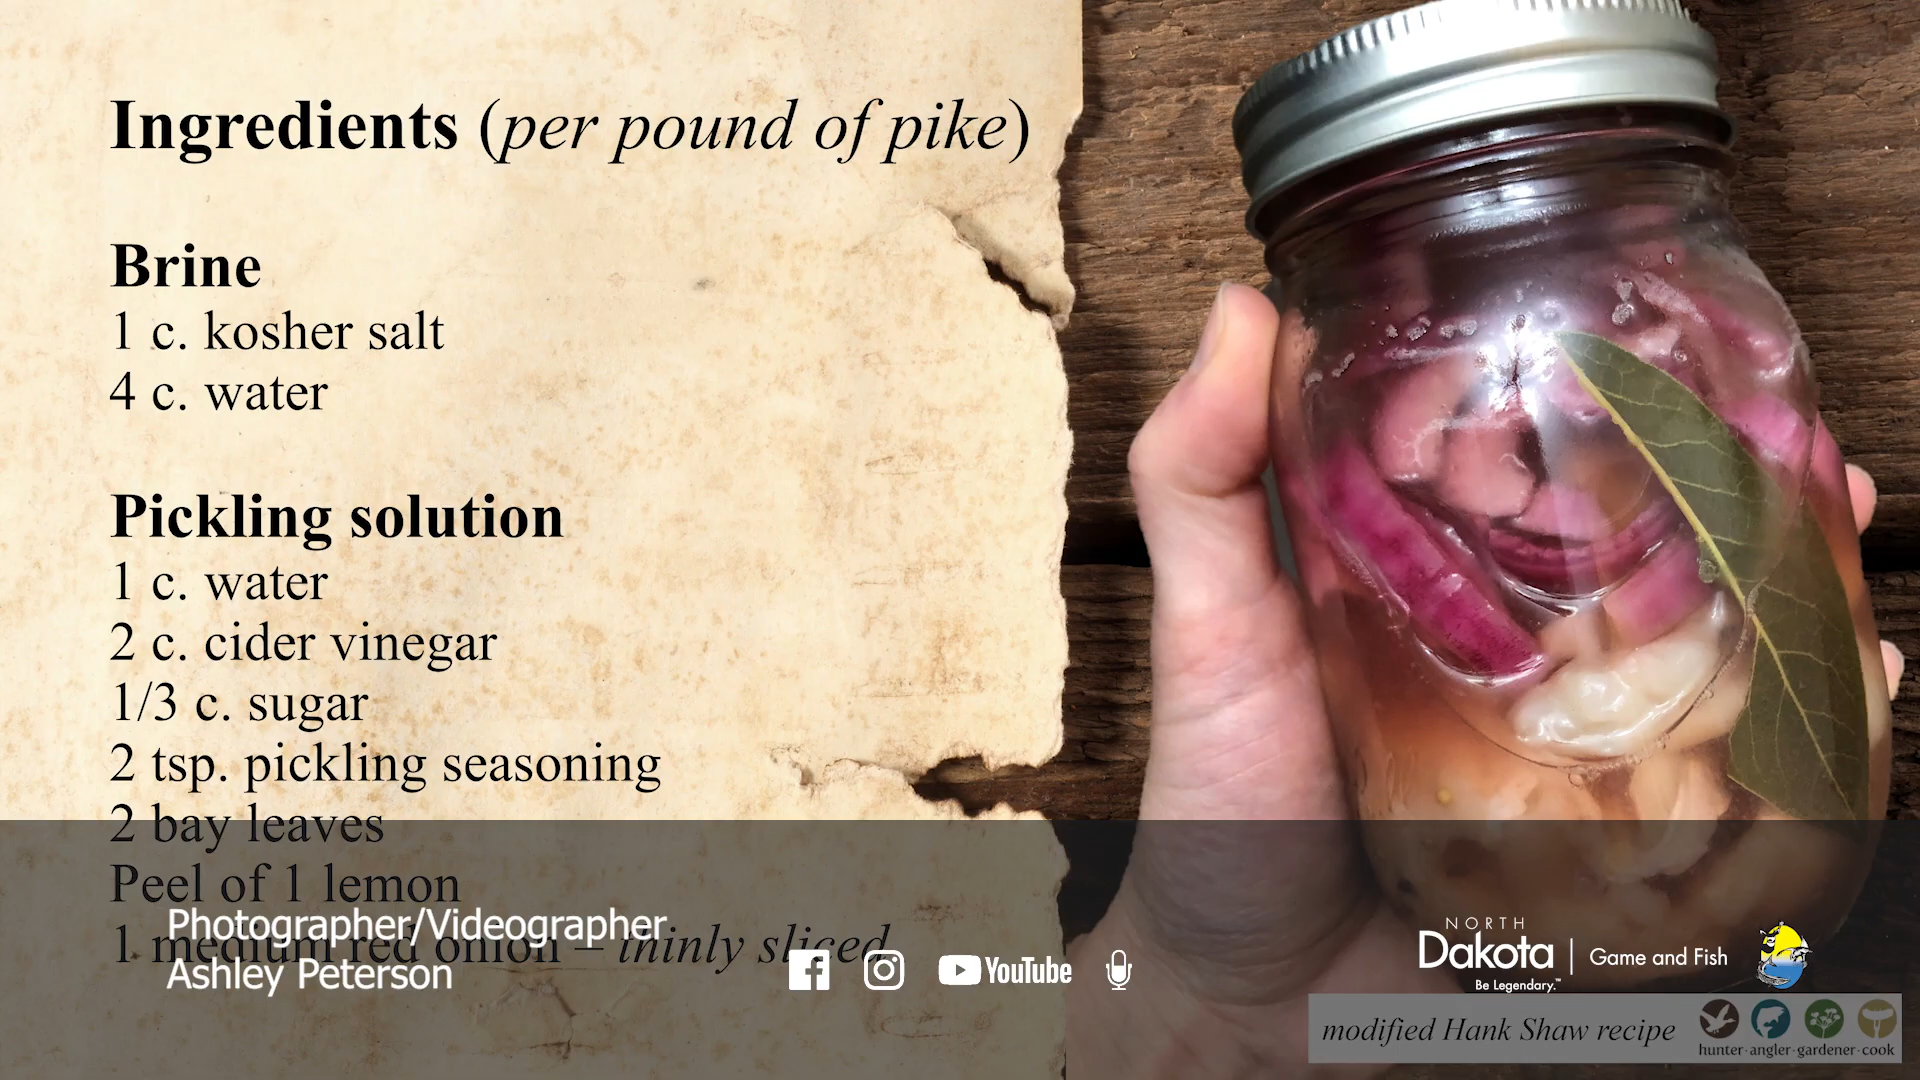 Ingredients (per pound of pike)
Brine
1 c. kosher salt
4 c. water
Pickling solution
1 c. water
2 c. cider vinegar
1/3 c. sugar
2 tsp. pickling seasoning
2 bay leaves
Peel of 1 lemon
1 medium red onion – thinly sliced
Photographer/Videographer
Ashley Peterson
YouTube
NORTH
Dakota | Game and Fish
Be Legendary.™
modified Hank Shaw recipe
hunter·angler·gardener·cook